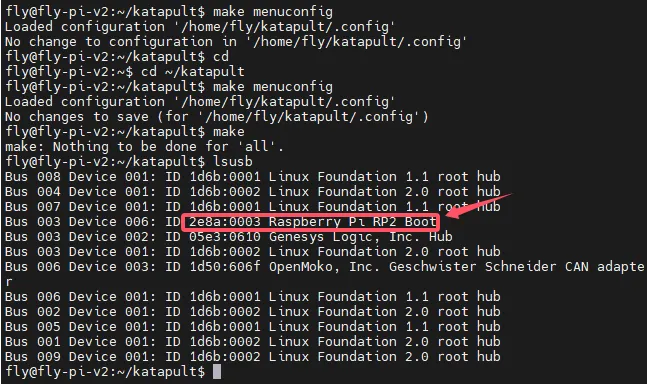 fly@fly-pi-v2:~/katapult$ make menuconfig
Loaded configuration '/home/fly/katapult/.config'
No change to configuration in '/home/fly/katapult/.config'
fly@fly-pi-v2:~/katapult$ cd
fly@fly-pi-v2:~$ cd ~/katapult
fly@fly-pi-v2:~/katapult$ make menuconfig
Loaded configuration '/home/fly/katapult/.config'
No changes to save (for '/home/fly/katapult/.config')
fly@fly-pi-v2:~/katapult$ make
make: Nothing to be done for 'all'.
fly@fly-pi-v2:~/katapult$ lsusb
Bus 008 Device 001: ID 1d6b:0001 Linux Foundation 1.1 root hub
Bus 004 Device 001: ID 1d6b:0002 Linux Foundation 2.0 root hub
Bus 007 Device 001: ID 1d6b:0001 Linux Foundation 1.1 root hub
Bus 003 Device 006: ID 2e8a:0003 Raspberry Pi RP2 Boot
Bus 003 Device 002: ID 05e3:0610 Genesys Logic, Inc. Hub
Bus 003 Device 001: ID 1d6b:0002 Linux Foundation 2.0 root hub
Bus 006 Device 003: ID 1d50:606f OpenMoko, Inc. Geschwister Schneider CAN adapte
r
Bus 006 Device 001: ID 1d6b:0001 Linux Foundation 1.1 root hub
Bus 002 Device 001: ID 1d6b:0002 Linux Foundation 2.0 root hub
Bus 005 Device 001: ID 1d6b:0001 Linux Foundation 1.1 root hub
Bus 001 Device 001: ID 1d6b:0002 Linux Foundation 2.0 root hub
Bus 009 Device 001: ID 1d6b:0002 Linux Foundation 2.0 root hub
fly@fly-pi-v2:~/katapult$